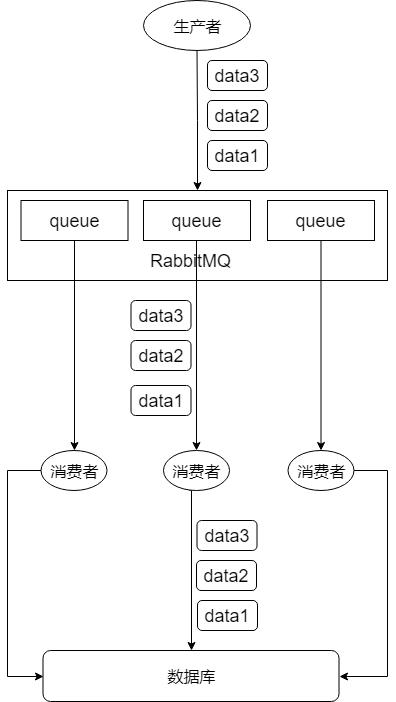 生产者
data3
data2
data1
queue queue queue
RabbitMQ
data3
data2
data1
消费者 消费者 消费者
data3
data2
data1
数据库